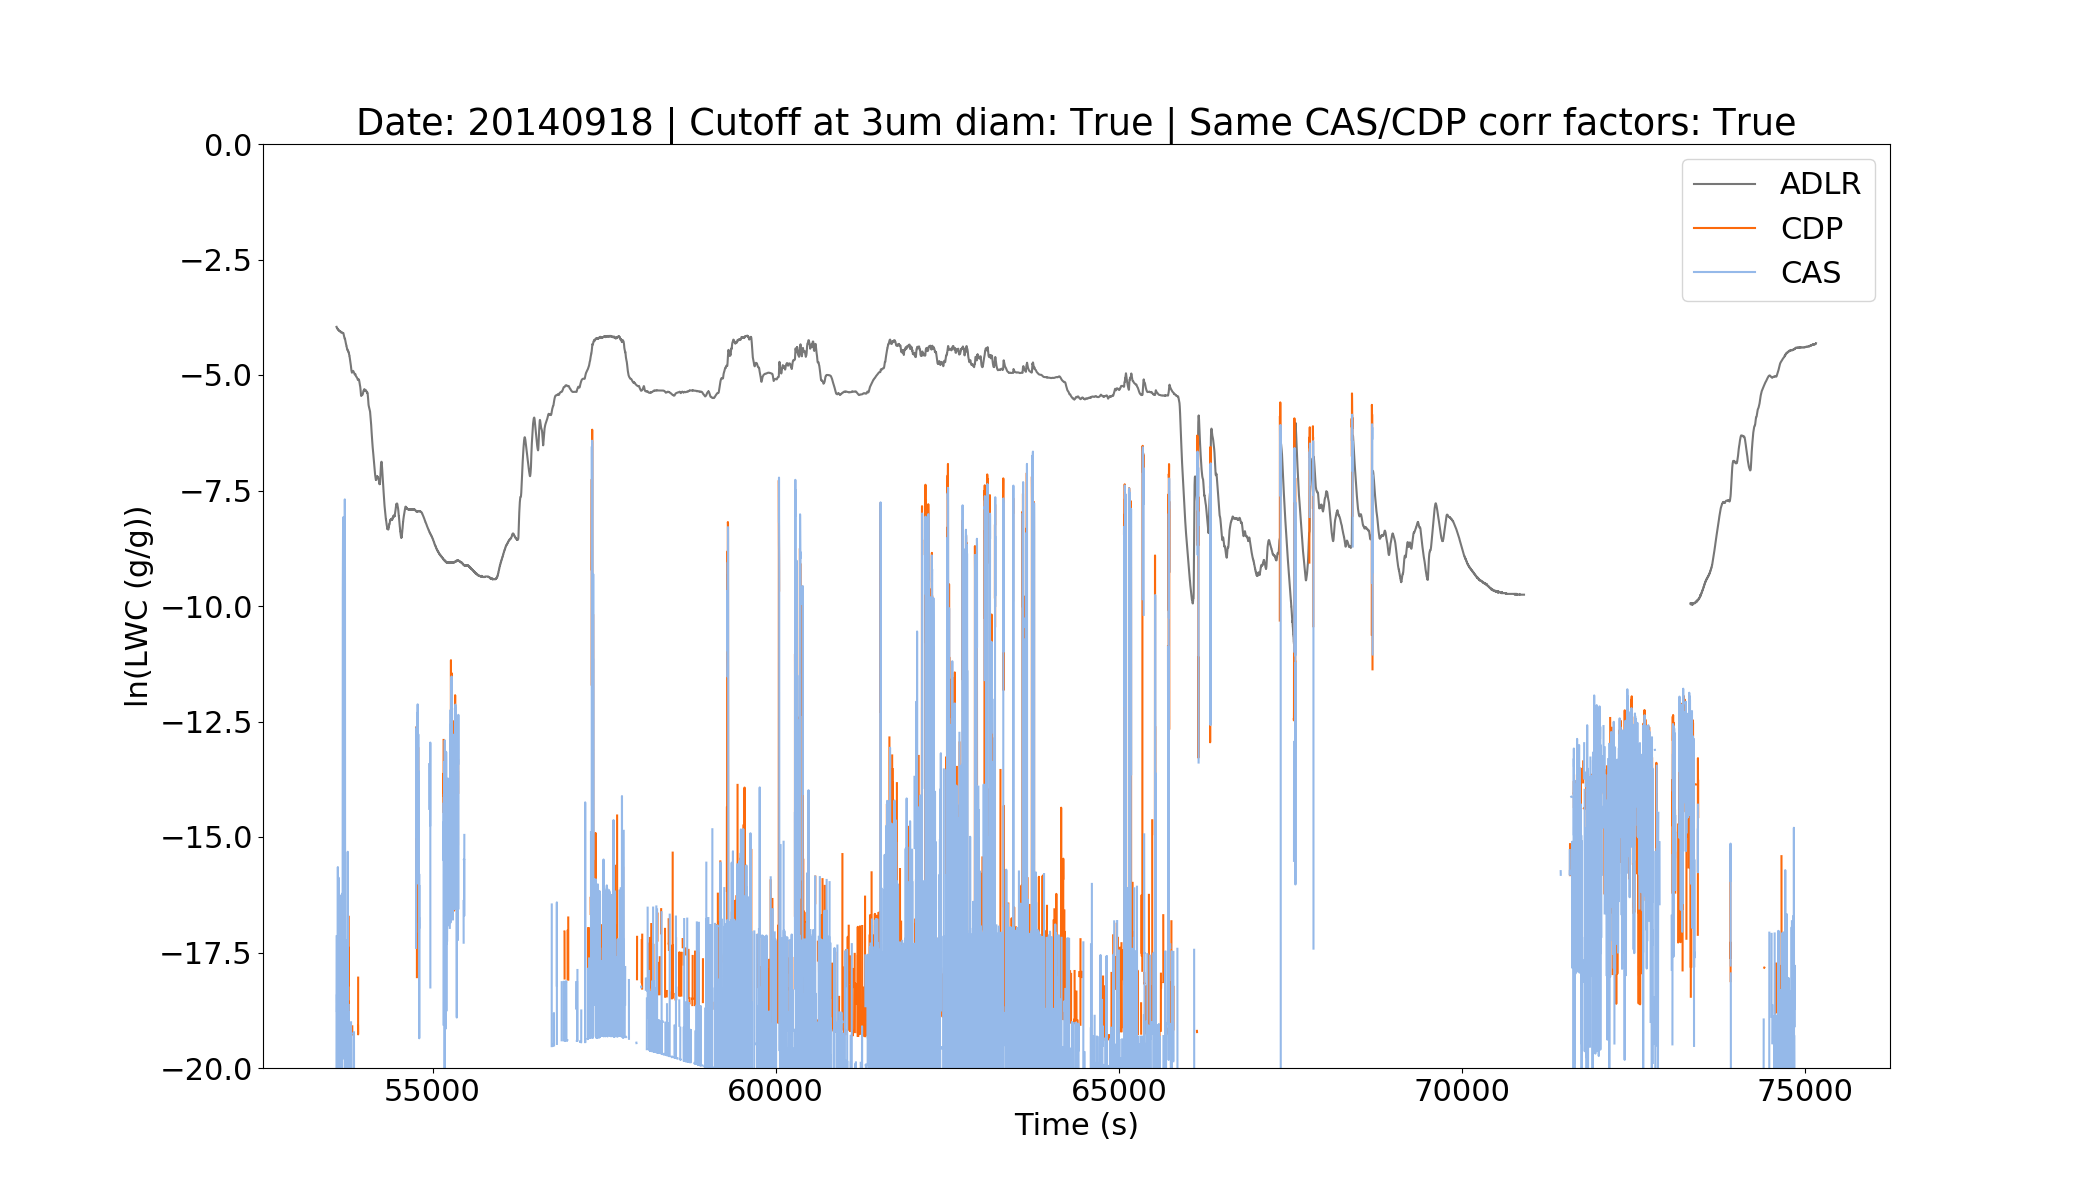 Date: 20140918 | Cutoff at 3um diam: True | Same CAS/CDP corr factors: True
0.0
−2.5
−5.0
−7.5
−10.0
−12.5
−15.0
−17.5
−20.0
ln(LWC (g/g))
ADLR
CDP
CAS
55000
60000
65000
70000
75000
Time (s)